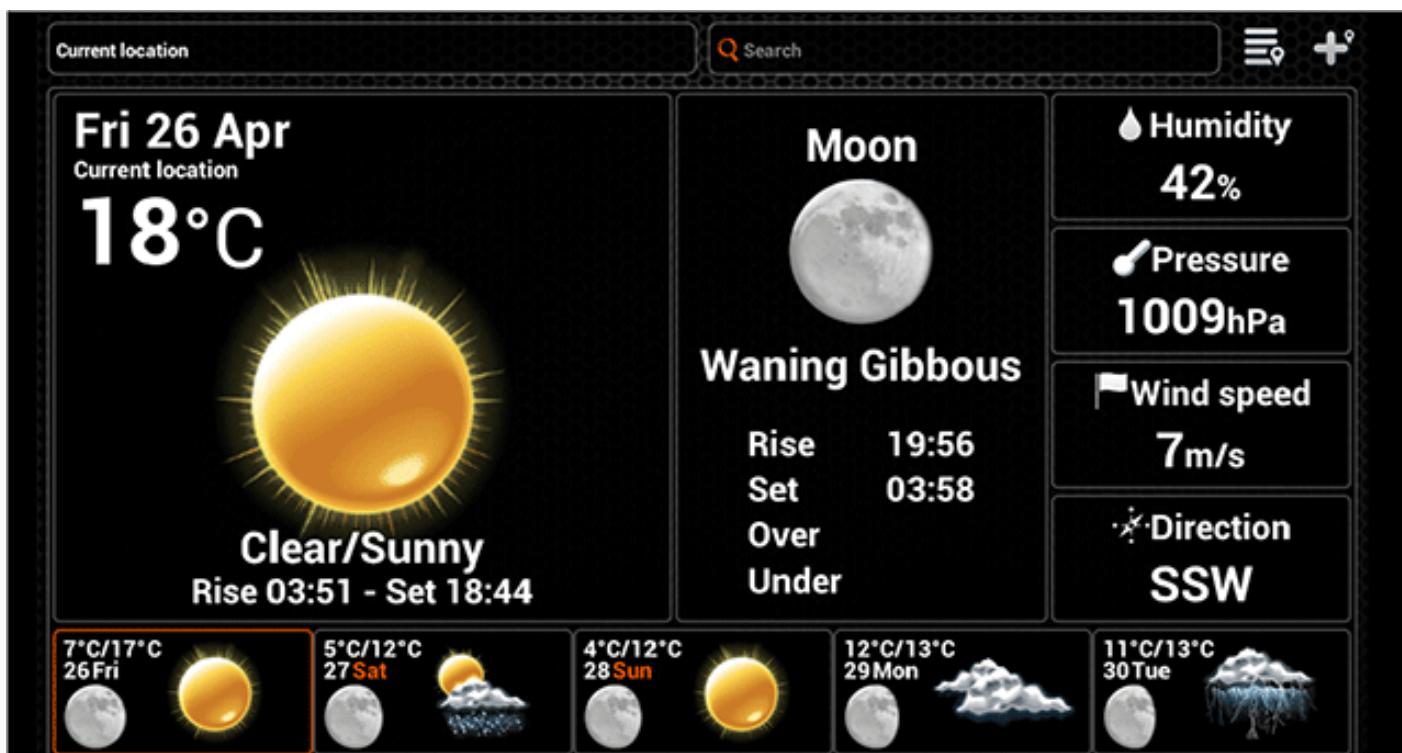 Current location
Search
Fri 26 Apr
Current location
18°C
Clear/Sunny
Rise 03:51 - Set 18:44
Moon
Waning Gibbous
Rise 19:56
Set 03:58
Over
Under
Humidity
42%
Pressure
1009hPa
Wind speed
7m/s
Direction
SSW
7°C/17°C
26 Fri
5°C/12°C
27 Sat
4°C/12°C
28 Sun
12°C/13°C
29 Mon
11°C/13°C
30 Tue